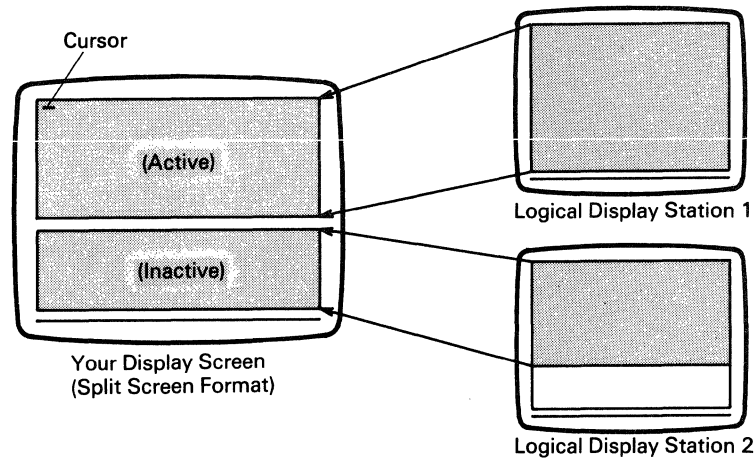 Cursor
(Active)
(Inactive)
Your Display Screen
(Split Screen Format)
Logical Display Station 1
Logical Display Station 2